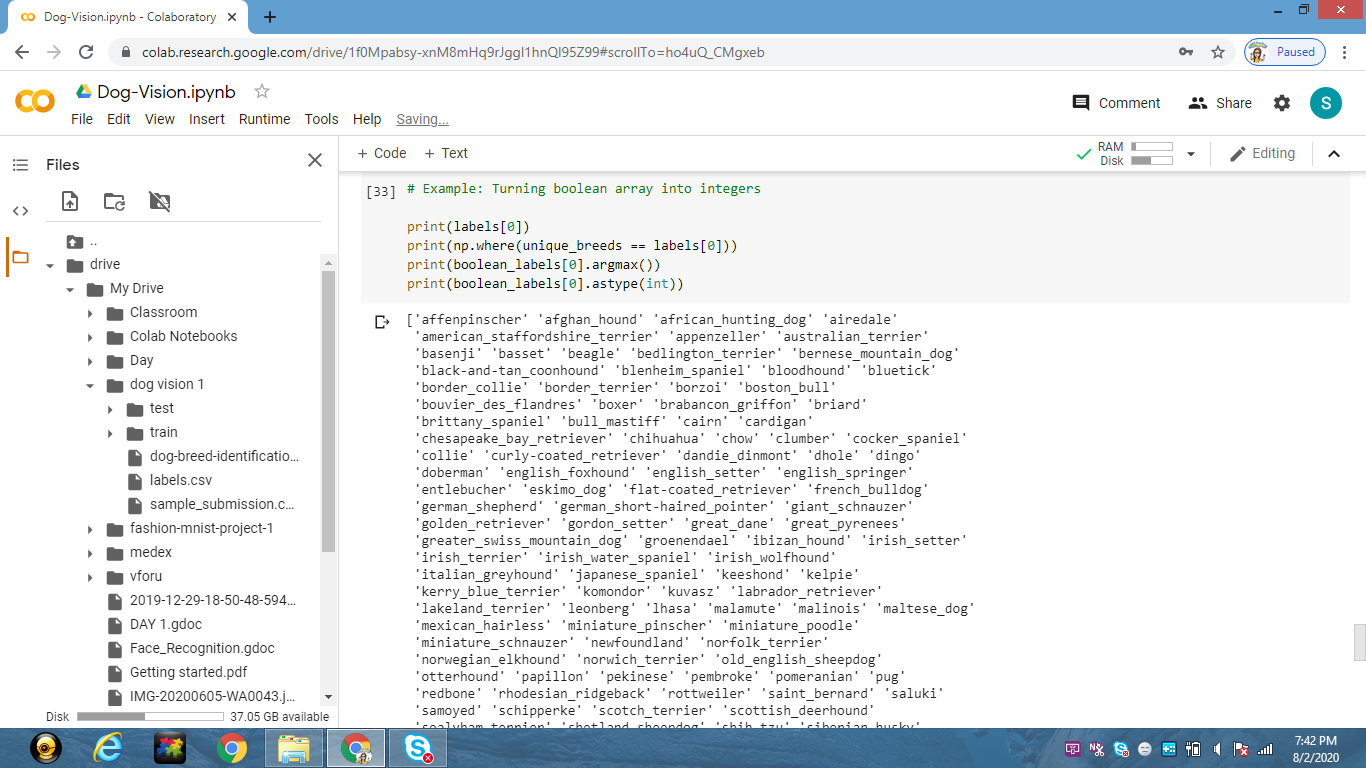 Dog-Vision.ipynb - Colaboratory
colab.research.google.com/drive/1f0Mpabsy-xnM8mHq9rJggI1hnQl95Z99#scrollTo=ho4uQ_CMgxeb
Paused
CO
Dog-Vision.ipynb
Comment
Share
S
File Edit View Insert Runtime Tools Help Saving...
Files
+ Code + Text
RAM
Disk
Editing
..
drive
My Drive
Classroom
Colab Notebooks
Day
dog vision 1
test
train
dog-breed-identificatio...
labels.csv
sample_submission.c...
fashion-mnist-project-1
medex
vforu
2019-12-29-18-50-48-594...
DAY 1.gdoc
Face_Recognition.gdoc
Getting started.pdf
IMG-20200605-WA0043.j...
Disk 37.05 GB available
[33] # Example: Turning boolean array into integers
print(labels[0])
print(np.where(unique_breeds == labels[0]))
print(boolean_labels[0].argmax())
print(boolean_labels[0].astype(int))
['affenpinscher' 'afghan_hound' 'african_hunting_dog' 'airedale'
'american_staffordshire_terrier' 'appenzeller' 'australian_terrier'
'basenji' 'basset' 'beagle' 'bedlington_terrier' 'bernese_mountain_dog'
'black-and-tan_coonhound' 'blenheim_spaniel' 'bloodhound' 'bluetick'
'border_collie' 'border_terrier' 'borzoi' 'boston_bull'
'bouvier_des_flandres' 'boxer' 'brabancon_griffon' 'briard'
'brittany_spaniel' 'bull_mastiff' 'cairn' 'cardigan'
'chesapeake_bay_retriever' 'chihuahua' 'chow' 'clumber' 'cocker_spaniel'
'collie' 'curly-coated_retriever' 'dandie_dinmont' 'dhole' 'dingo'
'doberman' 'english_foxhound' 'english_setter' 'english_springer'
'entlebucher' 'eskimo_dog' 'flat-coated_retriever' 'french_bulldog'
'german_shepherd' 'german_short-haired_pointer' 'giant_schnauzer'
'golden_retriever' 'gordon_setter' 'great_dane' 'great_pyrenees'
'greater_swiss_mountain_dog' 'groenendael' 'ibizan_hound' 'irish_setter'
'irish_terrier' 'irish_water_spaniel' 'irish_wolfhound'
'italian_greyhound' 'japanese_spaniel' 'keeshond' 'kelpie'
'kerry_blue_terrier' 'komondor' 'kuvasz' 'labrador_retriever'
'lakeland_terrier' 'leonberg' 'lhasa' 'malamute' 'malinois' 'maltese_dog'
'mexican_hairless' 'miniature_pinscher' 'miniature_poodle'
'miniature_schnauzer' 'newfoundland' 'norfolk_terrier'
'norwegian_elkhound' 'norwich_terrier' 'old_english_sheepdog'
'otterhound' 'papillon' 'pekinese' 'pembroke' 'pomeranian' 'pug'
'redbone' 'rhodesian_ridgeback' 'rottweiler' 'saint_bernard' 'saluki'
'samoyed' 'schipperke' 'scotch_terrier' 'scottish_deerhound'
'sealyham_terrier' 'shetland_sheepdog' 'shih-tzu' 'siberian_husky'
7:42 PM
8/2/2020